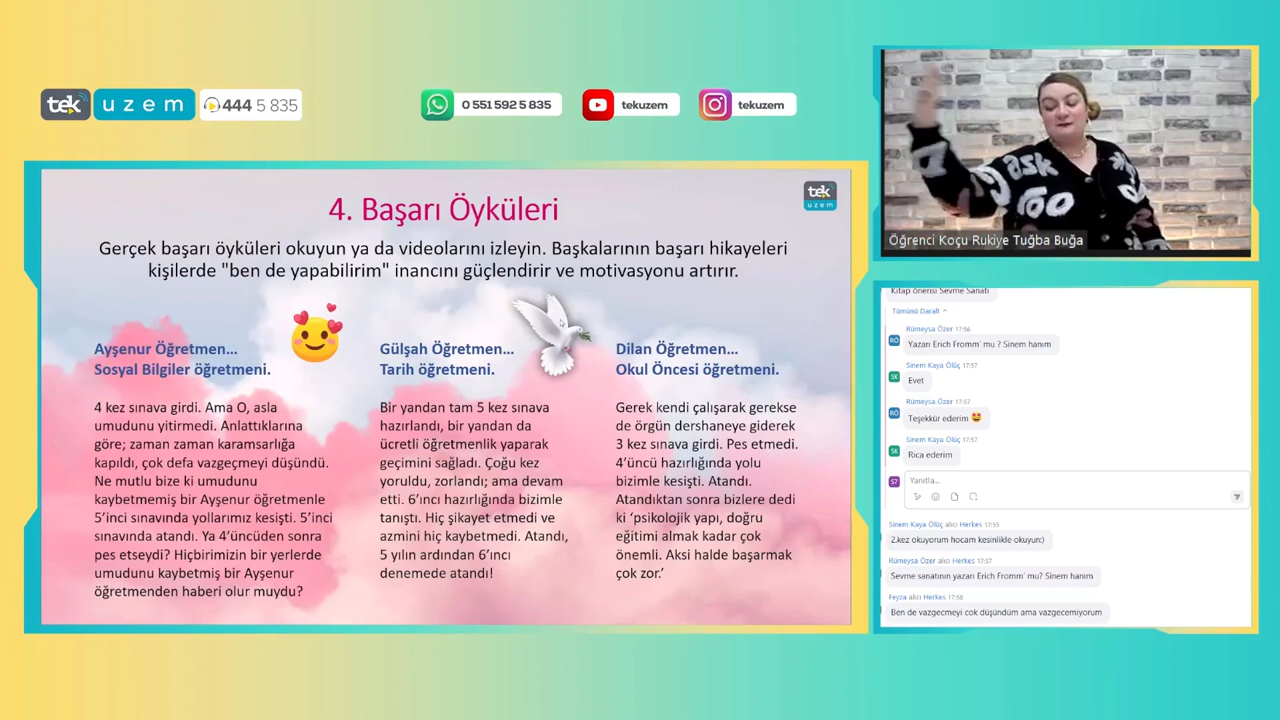 tek uzem 444 5 835
0 551 592 5 835
tekuzem
tekuzem
tek
uzem
4. Başarı Öyküleri
Gerçek başarı öyküleri okuyun ya da videolarını izleyin. Başkalarının başarı hikayeleri
kişilerde "ben de yapabilirim" inancını güçlendirir ve motivasyonu artırır.
Ayşenur Öğretmen...
Sosyal Bilgiler öğretmeni.
4 kez sınava girdi. Ama O, asla
umudunu yitirmedi. Anlattıklarına
göre; zaman zaman karamsarlığa
kapıldı, çok defa vazgeçmeyi düşündü.
Ne mutlu bize ki umudunu
kaybetmemiş bir Ayşenur öğretmenle
5'inci sınavında yollarımız kesişti. 5'inci
sınavında atandı. Ya 4'üncüden sonra
pes etseydi? Hiçbirimizin bir yerlerde
umudunu kaybetmiş bir Ayşenur
öğretmenden haberi olur muydu?
Gülşah Öğretmen...
Tarih öğretmeni.
Bir yandan tam 5 kez sınava
hazırlandı, bir yandan da
ücretli öğretmenlik yaparak
geçimini sağladı. Çoğu kez
yoruldu, zorlandı; ama devam
etti. 6'ıncı hazırlığında bizimle
tanıştı. Hiç şikayet etmedi ve
azmini hiç kaybetmedi. Atandı,
5 yılın ardından 6'ıncı
denemede atandı!
Dilan Öğretmen...
Okul Öncesi öğretmeni.
Gerek kendi çalışarak gerekse
de örgün dershaneye giderek
3 kez sınava girdi. Pes etmedi.
4'üncü hazırlığında yolu
bizimle kesişti. Atandı.
Atandıktan sonra bizlere dedi
ki 'psikolojik yapı, doğru
eğitimi almak kadar çok
önemli. Aksi halde başarmak
çok zor.'
ask
Too
Öğrenci Koçu Rukiye Tuğba Buğa
Kitap önerisi Sevme Sanatı
Tümünü Daralt
Rümeysa Özer 17:56
RÖ Yazarı Erich Fromm' mu ? Sinem hanım
Sinem Kaya Ölüç 17:57
SK Evet
Rümeysa Özer 17:57
RÖ Teşekkür ederim 😍
Sinem Kaya Ölüç 17:57
SK Rica ederim
Yanıtla...
Sinem Kaya Ölüç alıcı Herkes 17:55
2.kez okuyorum hocam kesinlikle okuyun:)
Rümeysa Özer alıcı Herkes 17:57
Sevme sanatının yazarı Erich Fromm' mu? Sinem hanım
Feyza alıcı Herkes 17:58
Ben de vazgecmeyi cok düşündüm ama vazgecemiyorum